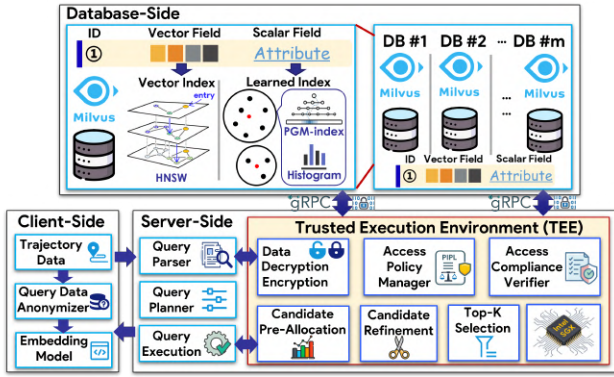 Database-Side
ID
Vector Field
Scalar Field
①
Attribute
Milvus
Vector Index
entry
HNSW
Learned Index
PGM-index
Histogram
DB #1
DB #2
...
DB #m
Milvus
Milvus
Milvus
...
...
ID
Vector Field
Scalar Field
①
Attribute
gRPC
gRPC
Client-Side
Trajectory
Data
Query Data
Anonymizer
Embedding
Model
Server-Side
Query
Parser
Query
Planner
Query
Execution
Trusted Execution Environment (TEE)
Data
Decryption
Encryption
Access
Policy
Manager
PIPL
Access
Compliance
Verifier
Candidate
Pre-Allocation
Candidate
Refinement
Top-K
Selection
Intel
SGX